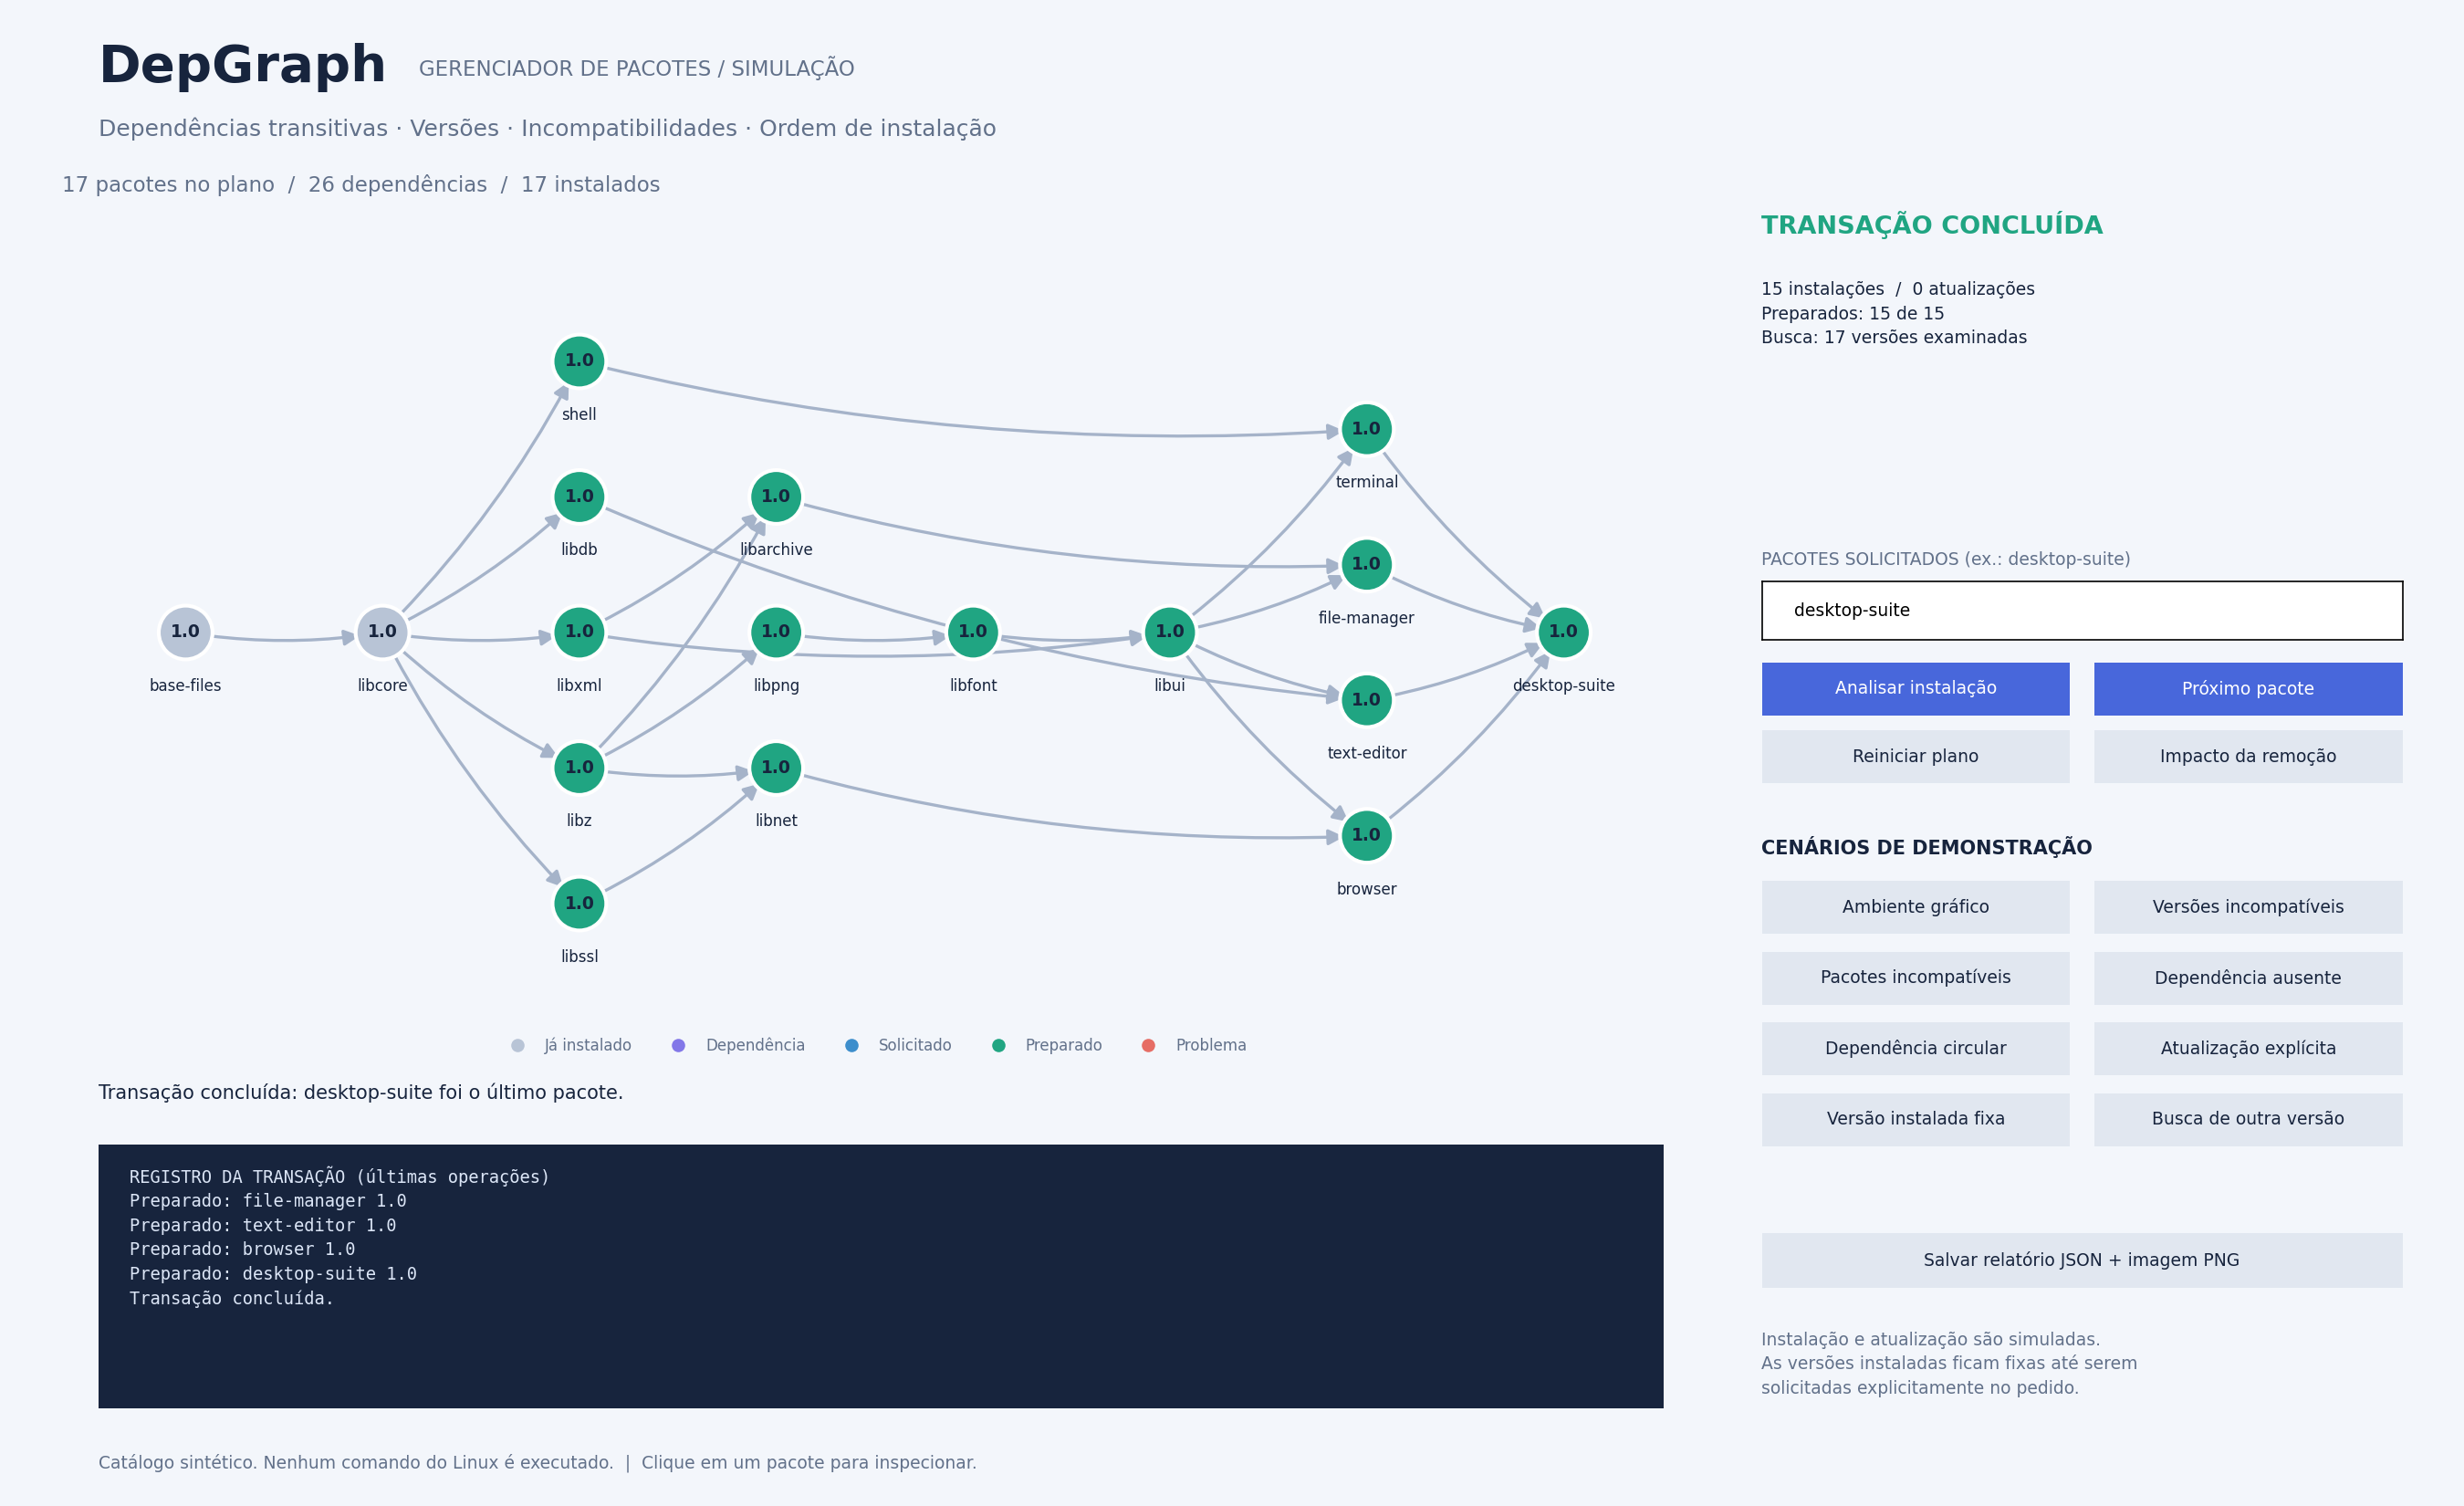 DepGraph GERENCIADOR DE PACOTES / SIMULAÇÃO
Dependências transitivas · Versões · Incompatibilidades · Ordem de instalação
17 pacotes no plano / 26 dependências / 17 instalados
1.0
shell
1.0
terminal
1.0
libdb
1.0
libarchive
1.0
file-manager
1.0
base-files
1.0
libcore
1.0
libxml
1.0
libpng
1.0
libfont
1.0
libui
1.0
desktop-suite
1.0
text-editor
1.0
libz
1.0
libnet
1.0
browser
1.0
libssl
Já instalado
Dependência
Solicitado
Preparado
Problema
Transação concluída: desktop-suite foi o último pacote.
REGISTRO DA TRANSAÇÃO (últimas operações)
Preparado: file-manager 1.0
Preparado: text-editor 1.0
Preparado: browser 1.0
Preparado: desktop-suite 1.0
Transação concluída.
TRANSAÇÃO CONCLUÍDA
15 instalações / 0 atualizações
Preparados: 15 de 15
Busca: 17 versões examinadas
PACOTES SOLICITADOS (ex.: desktop-suite)
desktop-suite
Analisar instalação
Próximo pacote
Reiniciar plano
Impacto da remoção
CENÁRIOS DE DEMONSTRAÇÃO
Ambiente gráfico
Versões incompatíveis
Pacotes incompatíveis
Dependência ausente
Dependência circular
Atualização explícita
Versão instalada fixa
Busca de outra versão
Salvar relatório JSON + imagem PNG
Instalação e atualização são simuladas.
As versões instaladas ficam fixas até serem
solicitadas explicitamente no pedido.
Catálogo sintético. Nenhum comando do Linux é executado. | Clique em um pacote para inspecionar.